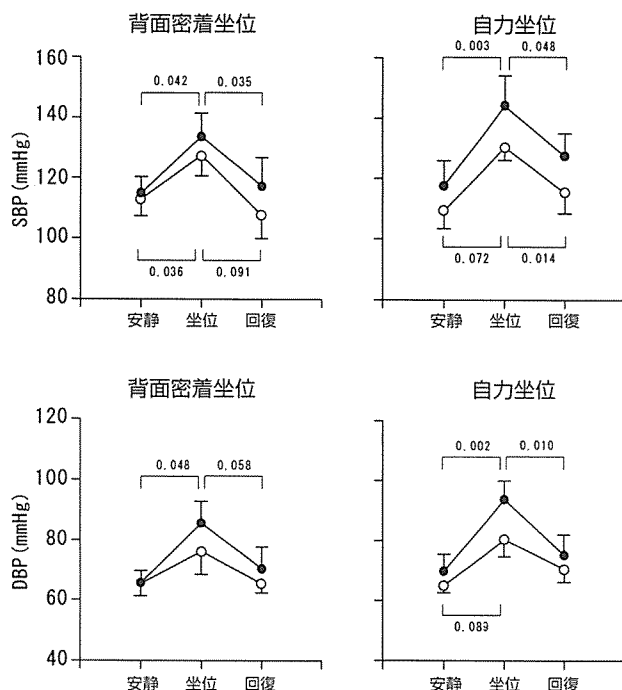 背面密着坐位
自力坐位
SBP(mmHg)
160
140
120
100
80
0.042
0.035
0.036
0.091
安静
坐位
回復
0.003
0.048
0.072
0.014
安静
坐位
回復
背面密着坐位
自力坐位
DBP(mmHg)
120
100
80
60
40
0.048
0.058
安静
坐位
回復
0.002
0.010
0.089
安静
坐位
回復